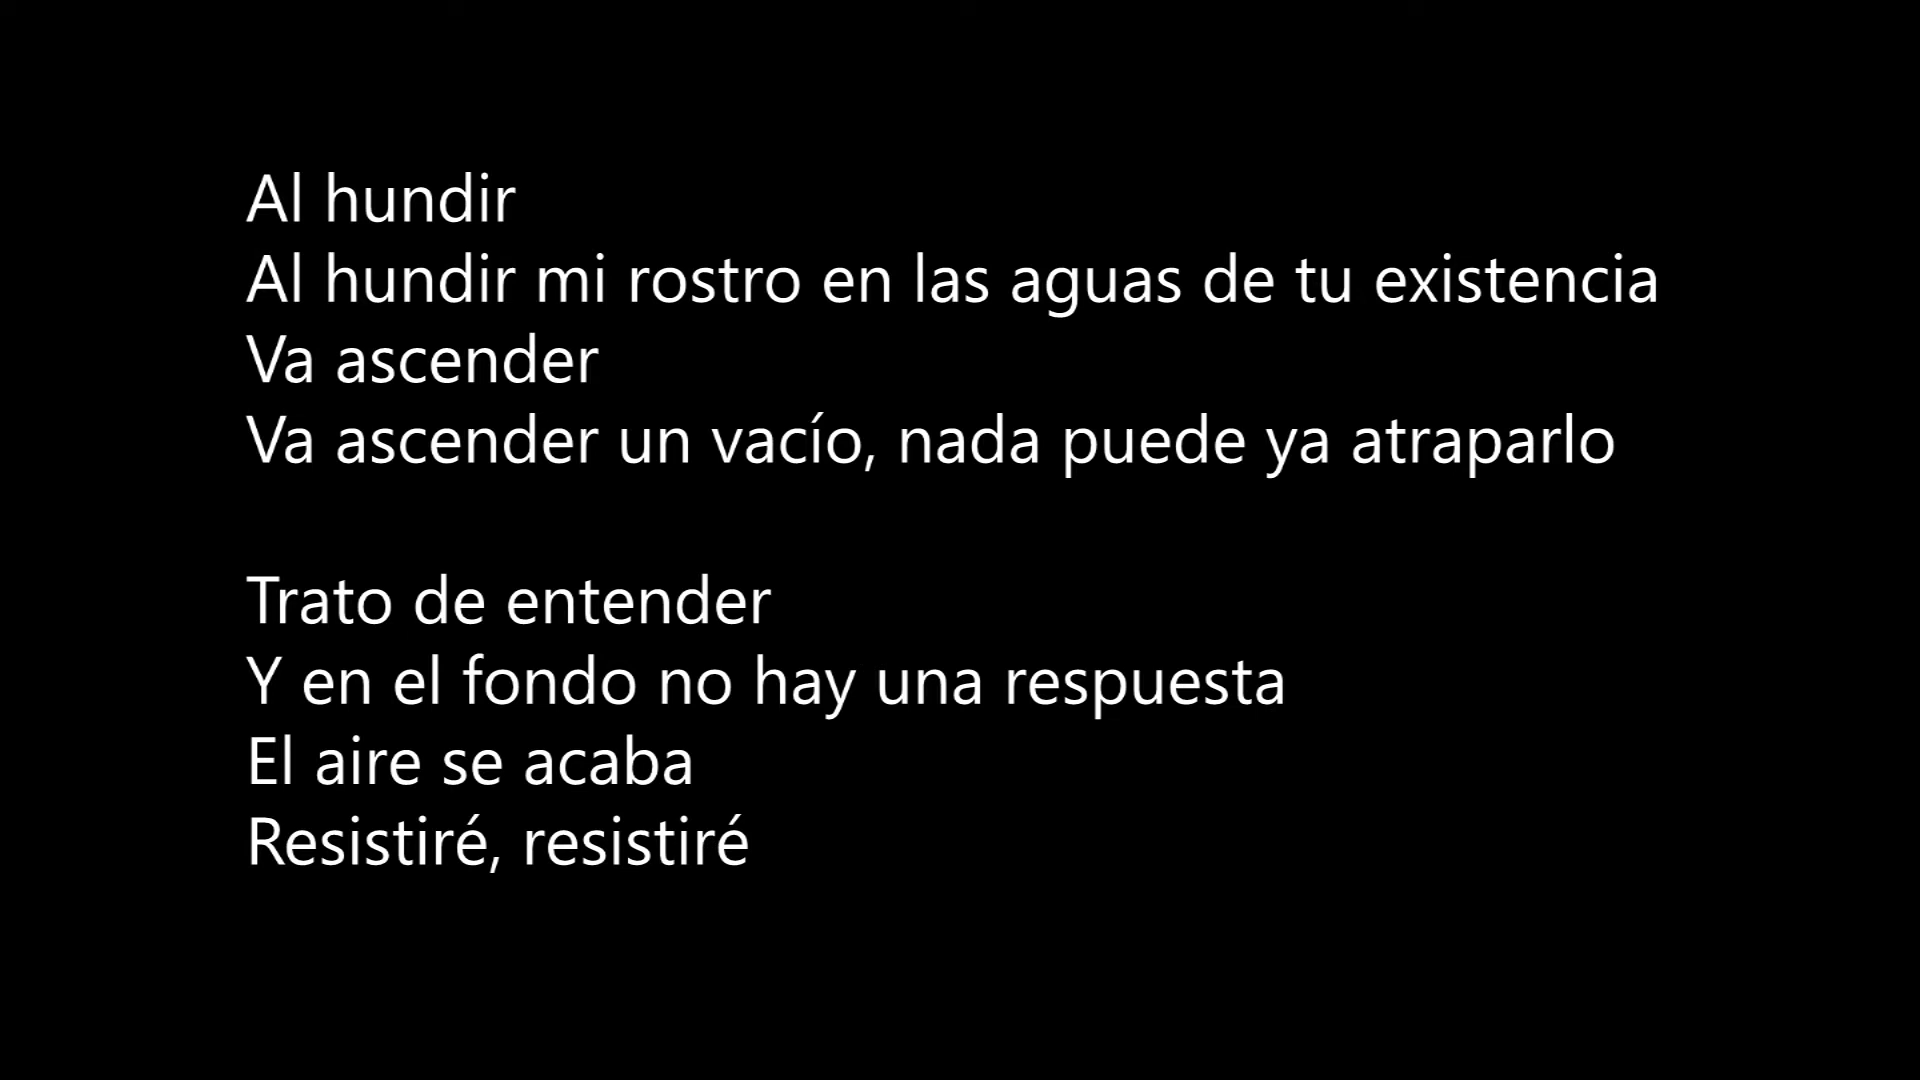 Al hundir
Al hundir mi rostro en las aguas de tu existencia
Va ascender
Va ascender un vacío, nada puede ya atraparlo
Trato de entender
Y en el fondo no hay una respuesta
El aire se acaba
Resistiré, resistiré